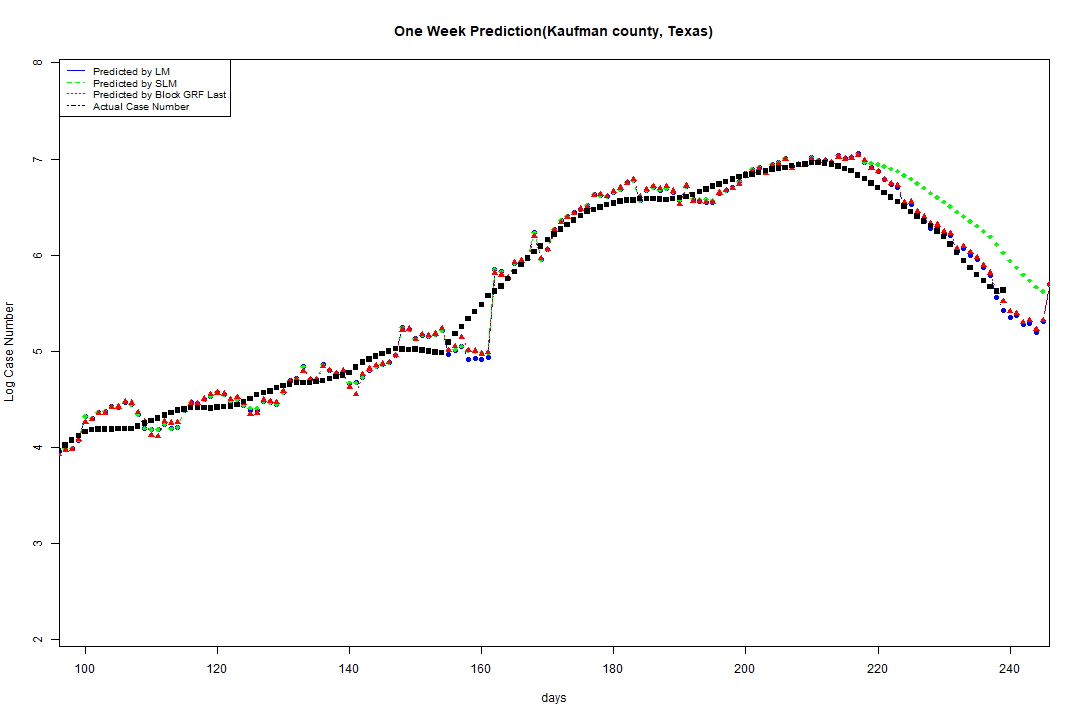 One Week Prediction(Kaufman county, Texas)
Predicted by LM
Predicted by SLM
Predicted by Block GRF Last
Actual Case Number
8
7
6
5
4
3
2
Log Case Number
100 120 140 160 180 200 220 240
days